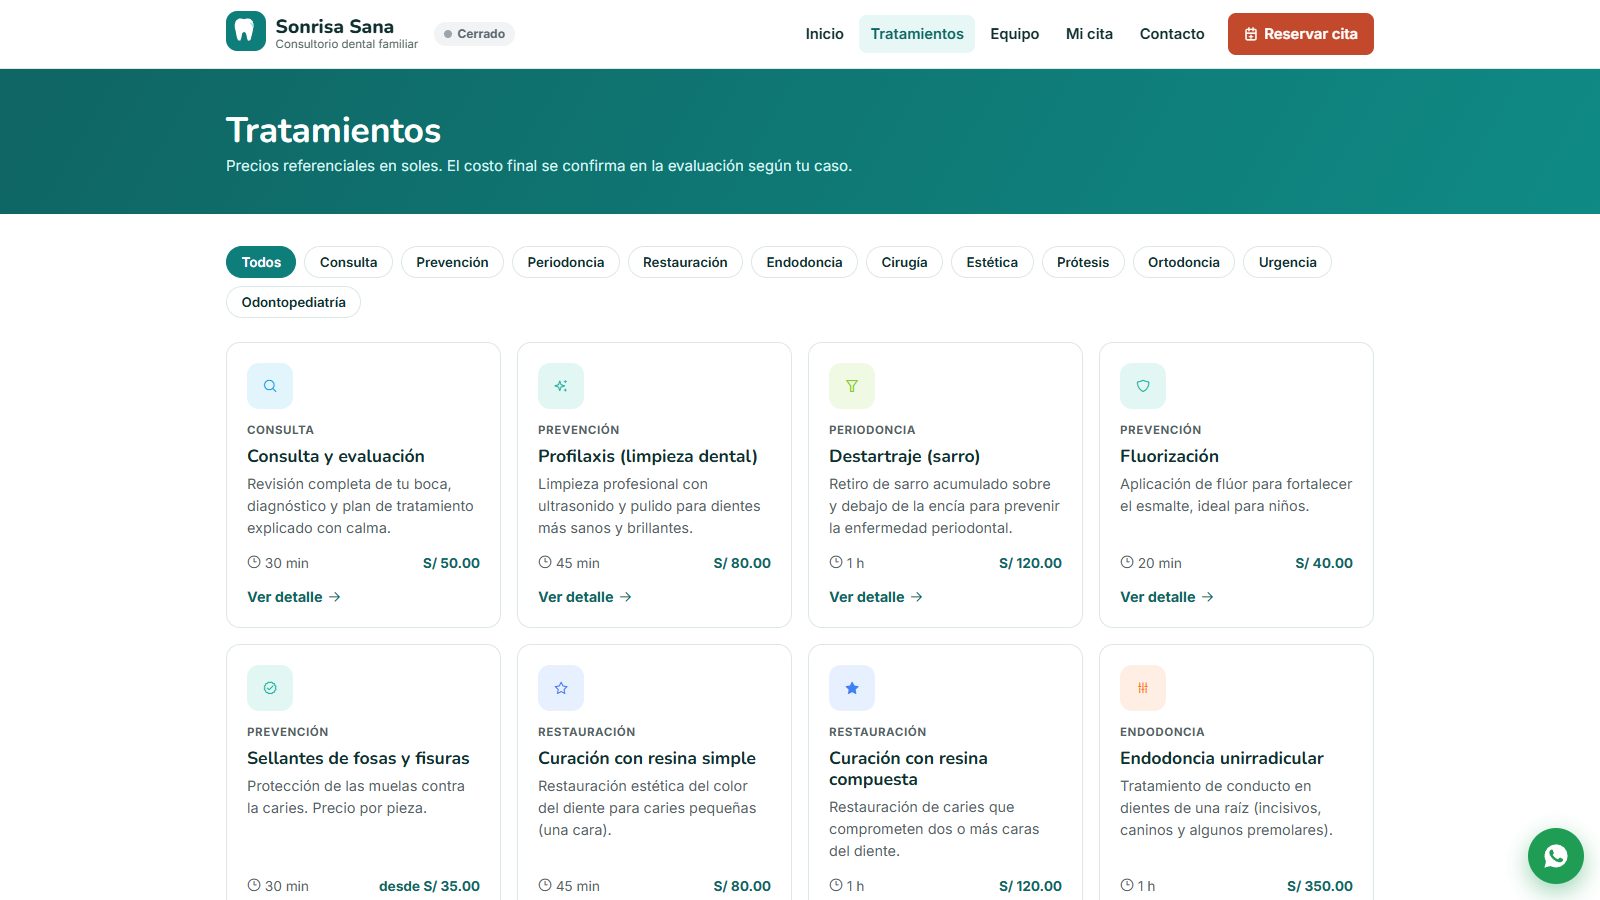 Sonrisa Sana
Consultorio dental familiar
Cerrado
Inicio
Tratamientos
Equipo
Mi cita
Contacto
Reservar cita
Tratamientos
Precios referenciales en soles. El costo final se confirma en la evaluación según tu caso.
Todos
Consulta
Prevención
Periodoncia
Restauración
Endodoncia
Cirugía
Estética
Prótesis
Ortodoncia
Urgencia
Odontopediatría
CONSULTA
Consulta y evaluación
Revisión completa de tu boca,
diagnóstico y plan de tratamiento
explicado con calma.
30 min
S/ 50.00
Ver detalle →
PREVENCIÓN
Profilaxis (limpieza dental)
Limpieza profesional con
ultrasonido y pulido para dientes
más sanos y brillantes.
45 min
S/ 80.00
Ver detalle →
PERIODONCIA
Destartraje (sarro)
Retiro de sarro acumulado sobre
y debajo de la encía para prevenir
la enfermedad periodontal.
1 h
S/ 120.00
Ver detalle →
PREVENCIÓN
Fluorización
Aplicación de flúor para fortalecer
el esmalte, ideal para niños.
20 min
S/ 40.00
Ver detalle →
PREVENCIÓN
Sellantes de fosas y fisuras
Protección de las muelas contra
la caries. Precio por pieza.
30 min
desde S/ 35.00
RESTAURACIÓN
Curación con resina simple
Restauración estética del color
del diente para caries pequeñas
(una cara).
45 min
S/ 80.00
RESTAURACIÓN
Curación con resina
compuesta
Restauración de caries que
comprometen dos o más caras
del diente.
1 h
S/ 120.00
ENDODONCIA
Endodoncia unirradicular
Tratamiento de conducto en
dientes de una raíz (incisivos,
caninos y algunos premolares).
1 h
S/ 350.00